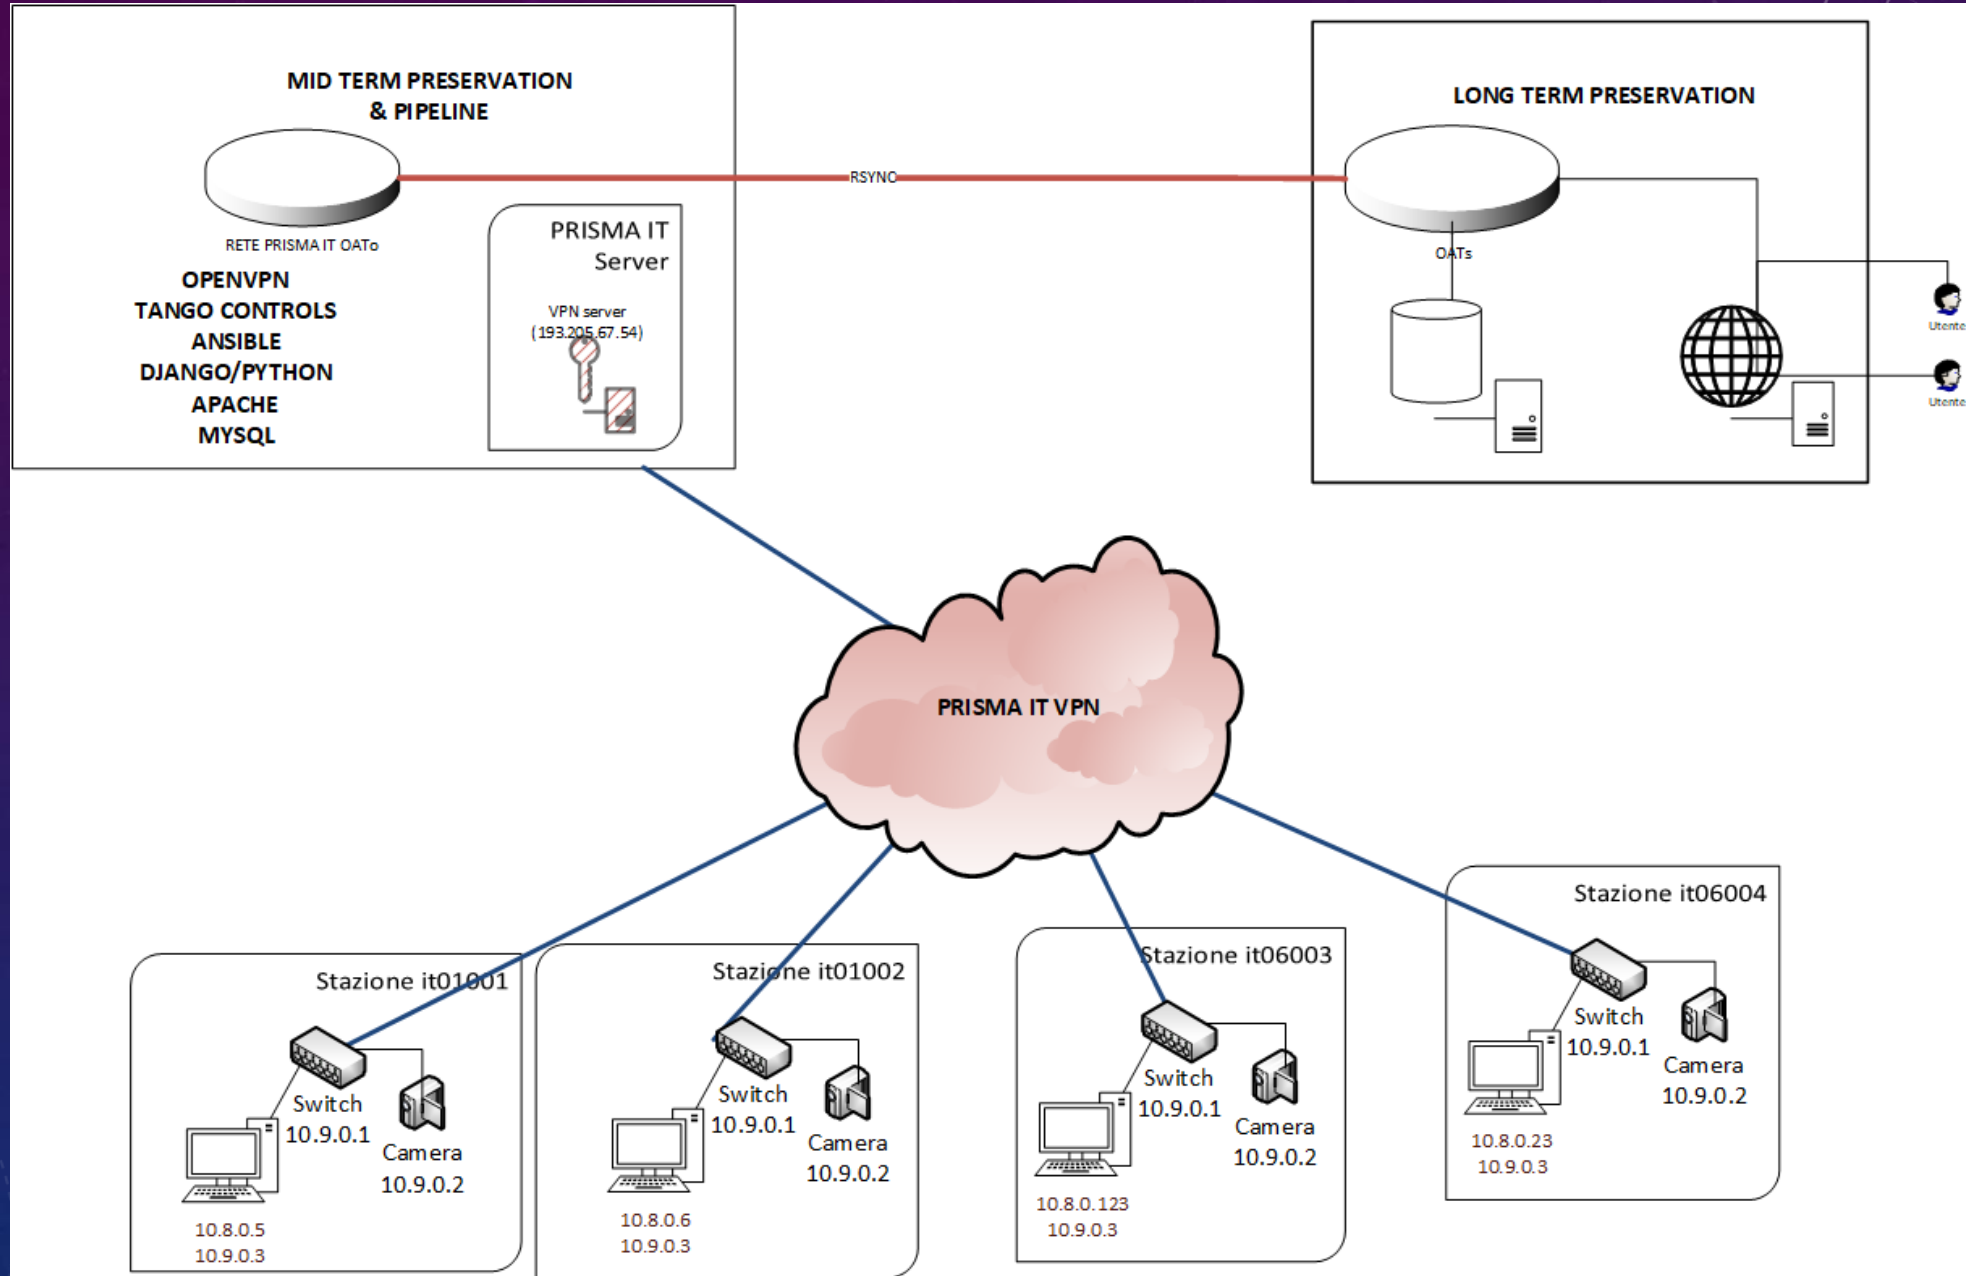 MID TERM PRESERVATION
& PIPELINE
RETE PRISMA IT OATo
OPENVPN
TANGO CONTROLS
ANSIBLE
DJANGO/PYTHON
APACHE
MYSQL
PRISMA IT
Server
VPN server
(193.205.67.54)
RSYNC
LONG TERM PRESERVATION
OATs
Utente
Utente
PRISMA IT VPN
Stazione it01001
Switch
10.9.0.1
Camera
10.9.0.2
10.8.0.5
10.9.0.3
Stazione it01002
Switch
10.9.0.1
Camera
10.9.0.2
10.8.0.6
10.9.0.3
Stazione it06003
Switch
10.9.0.1
Camera
10.9.0.2
10.8.0.123
10.9.0.3
Stazione it06004
Switch
10.9.0.1
Camera
10.9.0.2
10.8.0.23
10.9.0.3